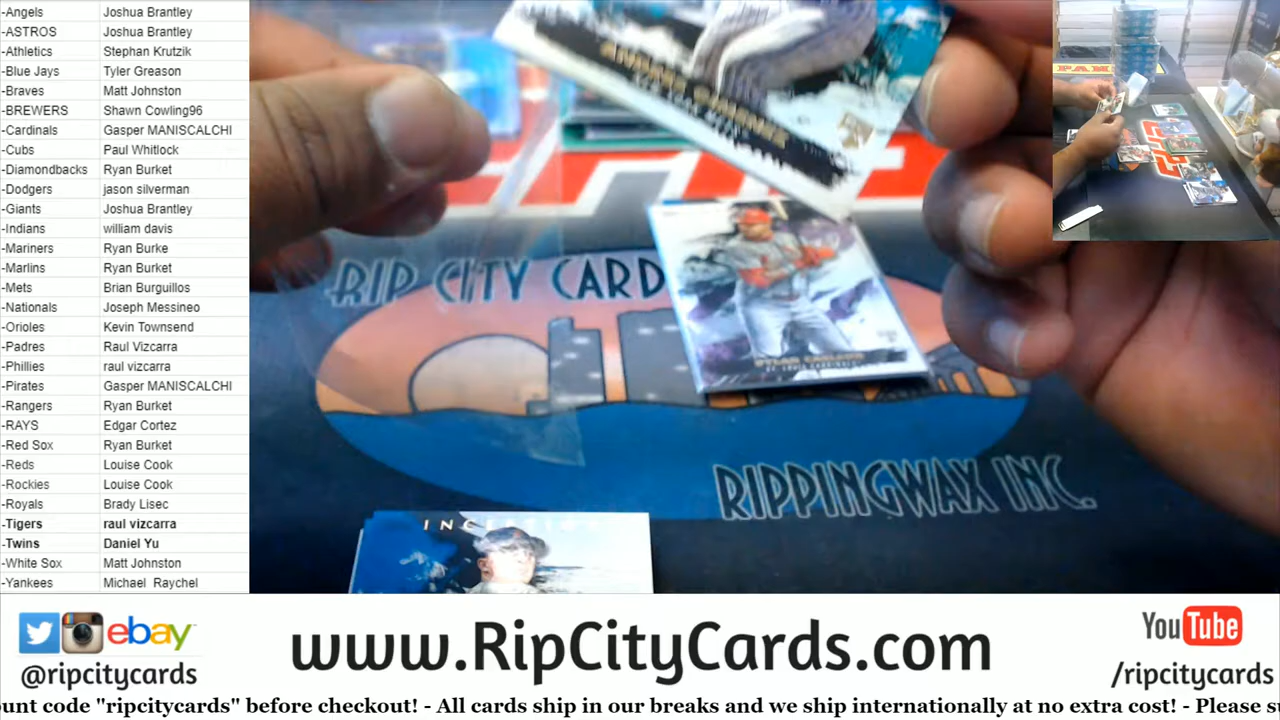 -Angels Joshua Brantley
-ASTROS Joshua Brantley
-Athletics Stephan Krutzik
-Blue Jays Tyler Greason
-Braves Matt Johnston
-BREWERS Shawn Cowling96
-Cardinals Gasper MANISCALCHI
-Cubs Paul Whitlock
-Diamondbacks Ryan Burket
-Dodgers jason silverman
-Giants Joshua Brantley
-Indians william davis
-Mariners Ryan Burke
-Marlins Ryan Burket
-Mets Brian Burguillos
-Nationals Joseph Messineo
-Orioles Kevin Townsend
-Padres Raul Vizcarra
-Phillies raul vizcarra
-Pirates Gasper MANISCALCHI
-Rangers Ryan Burket
-RAYS Edgar Cortez
-Red Sox Ryan Burket
-Reds Louise Cook
-Rockies Louise Cook
-Royals Brady Lisec
-Tigers raul vizcarra
-Twins Daniel Yu
-White Sox Matt Johnston
-Yankees Michael Raychel
RIP CITY CARD
DYLAN CARLSON
ST. LOUIS CARDINALS
RIPPINGWAX INC.
ebay
@ripcitycards
www.RipCityCards.com
YouTube
/ripcitycards
ount code "ripcitycards" before checkout! - All cards ship in our breaks and we ship internationally at no extra cost! - Please su